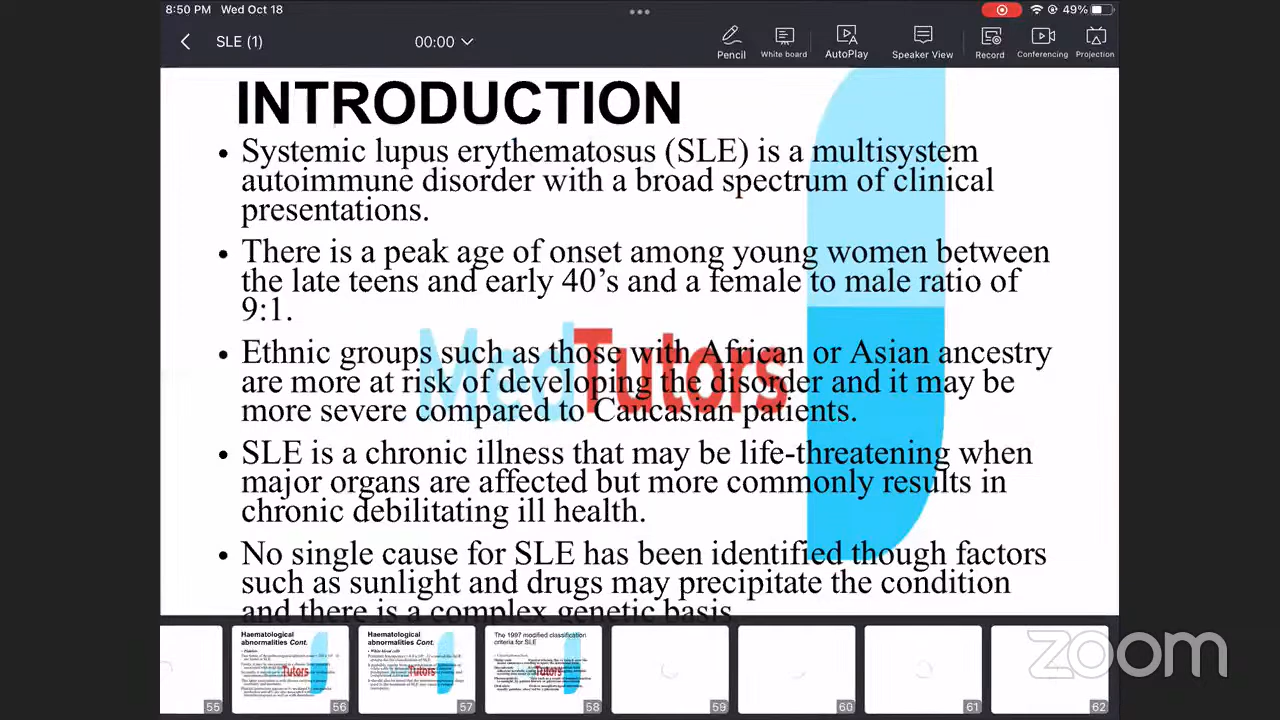 8:50 PM Wed Oct 18
49%
SLE (1)
00:00
Pencil
White board
AutoPlay
Speaker View
Record
Conferencing
Projection
INTRODUCTION
• Systemic lupus erythematosus (SLE) is a multisystem
autoimmune disorder with a broad spectrum of clinical
presentations.
• There is a peak age of onset among young women between
the late teens and early 40’s and a female to male ratio of
9:1.
• Ethnic groups such as those with African or Asian ancestry
are more at risk of developing the disorder and it may be
more severe compared to Caucasian patients.
• SLE is a chronic illness that may be life-threatening when
major organs are affected but more commonly results in
chronic debilitating ill health.
• No single cause for SLE has been identified though factors
such as sunlight and drugs may precipitate the condition
and there is a complex genetic basis.
MedTutors
Haematological
abnormalities Cont.
Haematological
abnormalities Cont.
• White blood cells
The 1997 modified classification
criteria for SLE
Tutors
Tutors
Tutors
55
56
57
58
59
60
61
62
zoom